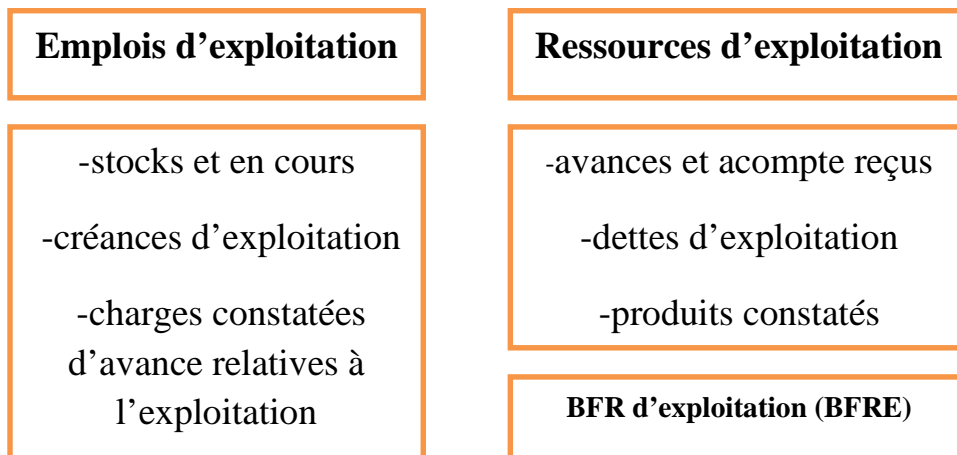 Emplois d’exploitation
Ressources d’exploitation
-stocks et en cours
-créances d’exploitation
-charges constatées
d’avance relatives à
l’exploitation
-avances et acompte reçus
-dettes d’exploitation
-produits constatés
BFR d’exploitation (BFRE)